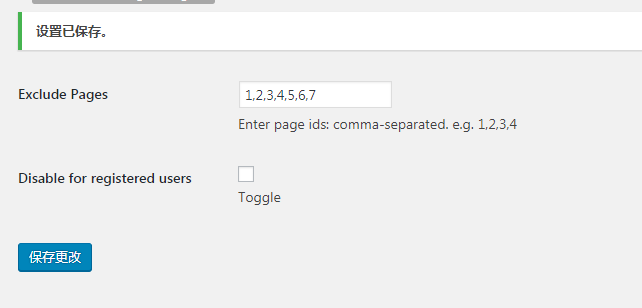 设置已保存。
Exclude Pages
1,2,3,4,5,6,7
Enter page ids: comma-separated. e.g. 1,2,3,4
Disable for registered users
Toggle
保存更改